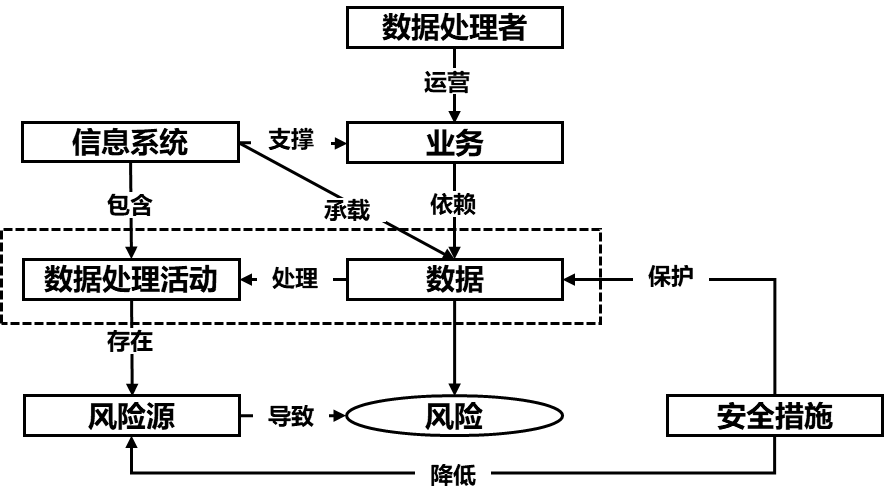 数据处理者
运营
信息系统
支撑
业务
包含
承载
依赖
数据处理活动
处理
数据
保护
存在
风险源
导致
风险
安全措施
降低